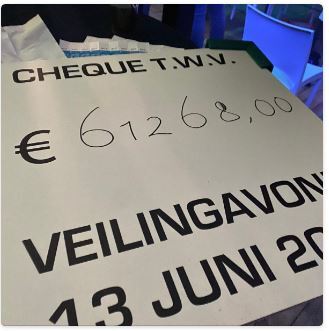 CHEQUE T.W.V.
€ 61268,00
VEILINGAVON
13 JUNI 20